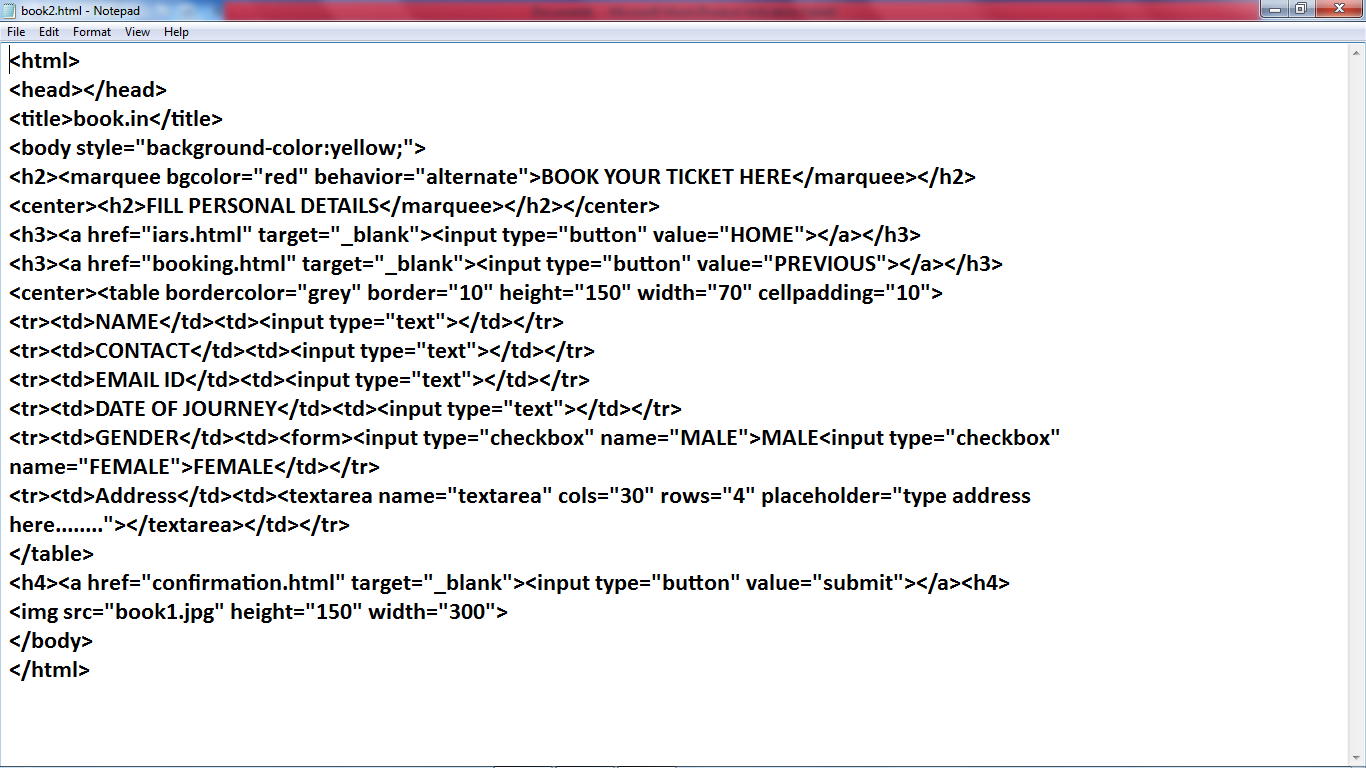 book2.html - Notepad
File Edit Format View Help
<html>
<head></head>
<title>book.in</title>
<body style="background-color:yellow;">
<h2><marquee bgcolor="red" behavior="alternate">BOOK YOUR TICKET HERE</marquee></h2>
<center><h2>FILL PERSONAL DETAILS</marquee></h2></center>
<h3><a href="iars.html" target="_blank"><input type="button" value="HOME"></a></h3>
<h3><a href="booking.html" target="_blank"><input type="button" value="PREVIOUS"></a></h3>
<center><table bordercolor="grey" border="10" height="150" width="70" cellpadding="10">
<tr><td>NAME</td><td><input type="text"></td></tr>
<tr><td>CONTACT</td><td><input type="text"></td></tr>
<tr><td>EMAIL ID</td><td><input type="text"></td></tr>
<tr><td>DATE OF JOURNEY</td><td><input type="text"></td></tr>
<tr><td>GENDER</td><td><form><input type="checkbox" name="MALE">MALE<input type="checkbox"
name="FEMALE">FEMALE</td></tr>
<tr><td>Address</td><td><textarea name="textarea" cols="30" rows="4" placeholder="type address
here........"></textarea></td></tr>
</table>
<h4><a href="confirmation.html" target="_blank"><input type="button" value="submit"></a><h4>
<img src="book1.jpg" height="150" width="300">
</body>
</html>